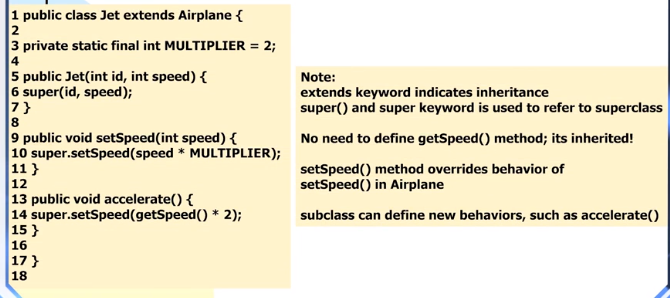 1 public class Jet extends Airplane {
2
3 private static final int MULTIPLIER = 2;
4
5 public Jet(int id, int speed) {
6 super(id, speed);
7 }
8
9 public void setSpeed(int speed) {
10 super.setSpeed(speed * MULTIPLIER);
11 }
12
13 public void accelerate() {
14 super.setSpeed(getSpeed() * 2);
15 }
16
17 }
18
Note:
extends keyword indicates inheritance
super() and super keyword is used to refer to superclass
No need to define getSpeed() method; its inherited!
setSpeed() method overrides behavior of
setSpeed() in Airplane
subclass can define new behaviors, such as accelerate()